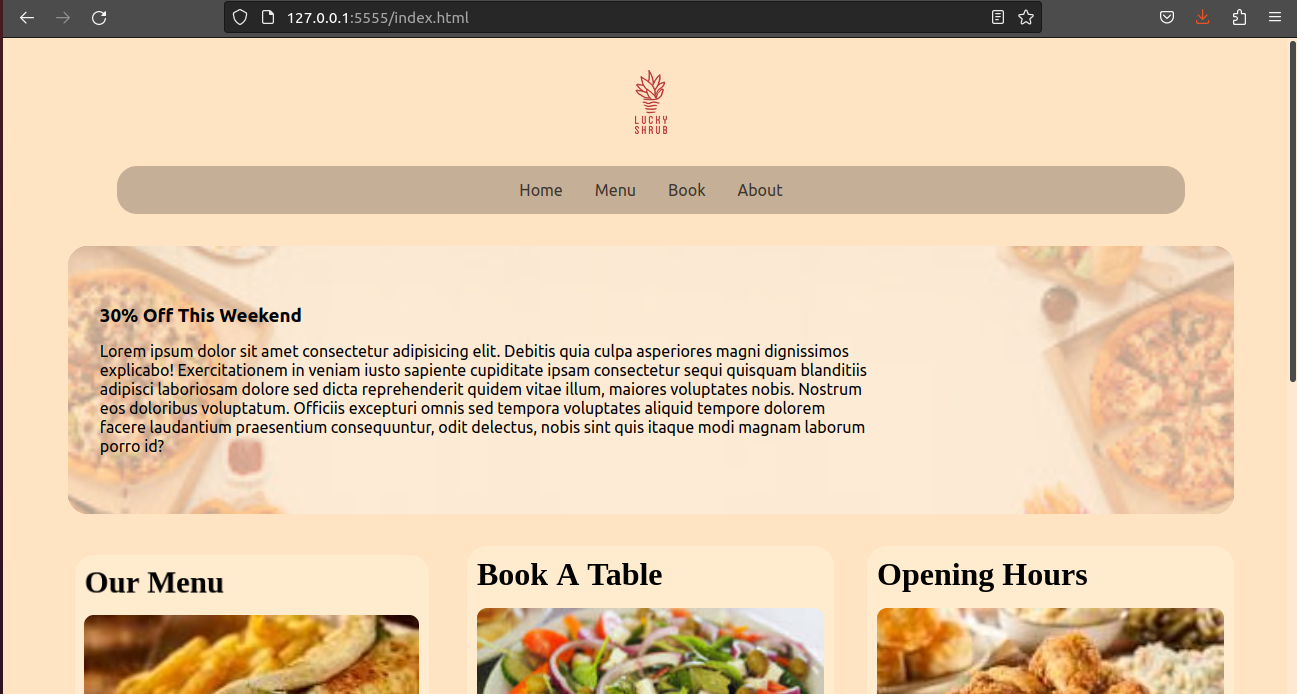 127.0.0.1:5555/index.html
LUCKY
SHRUB
Home Menu Book About
30% Off This Weekend
Lorem ipsum dolor sit amet consectetur adipisicing elit. Debitis quia culpa asperiores magni dignissimos
explicabo! Exercitationem in veniam iusto sapiente cupiditate ipsam consectetur sequi quisquam blanditiis
adipisci laboriosam dolore sed dicta reprehenderit quidem vitae illum, maiores voluptates nobis. Nostrum
eos doloribus voluptatum. Officiis excepturi omnis sed tempora voluptates aliquid tempore dolorem
facere laudantium praesentium consequuntur, odit delectus, nobis sint quis itaque modi magnam laborum
porro id?
Our Menu
Book A Table
Opening Hours